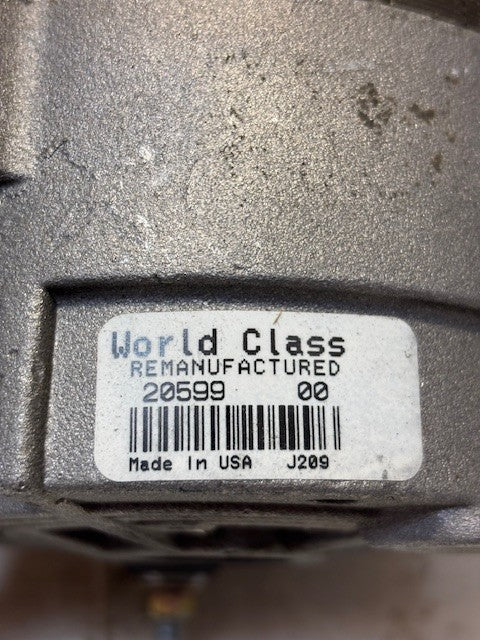 World Class
REMANUFACTURED
20599 00
Made In USA J209